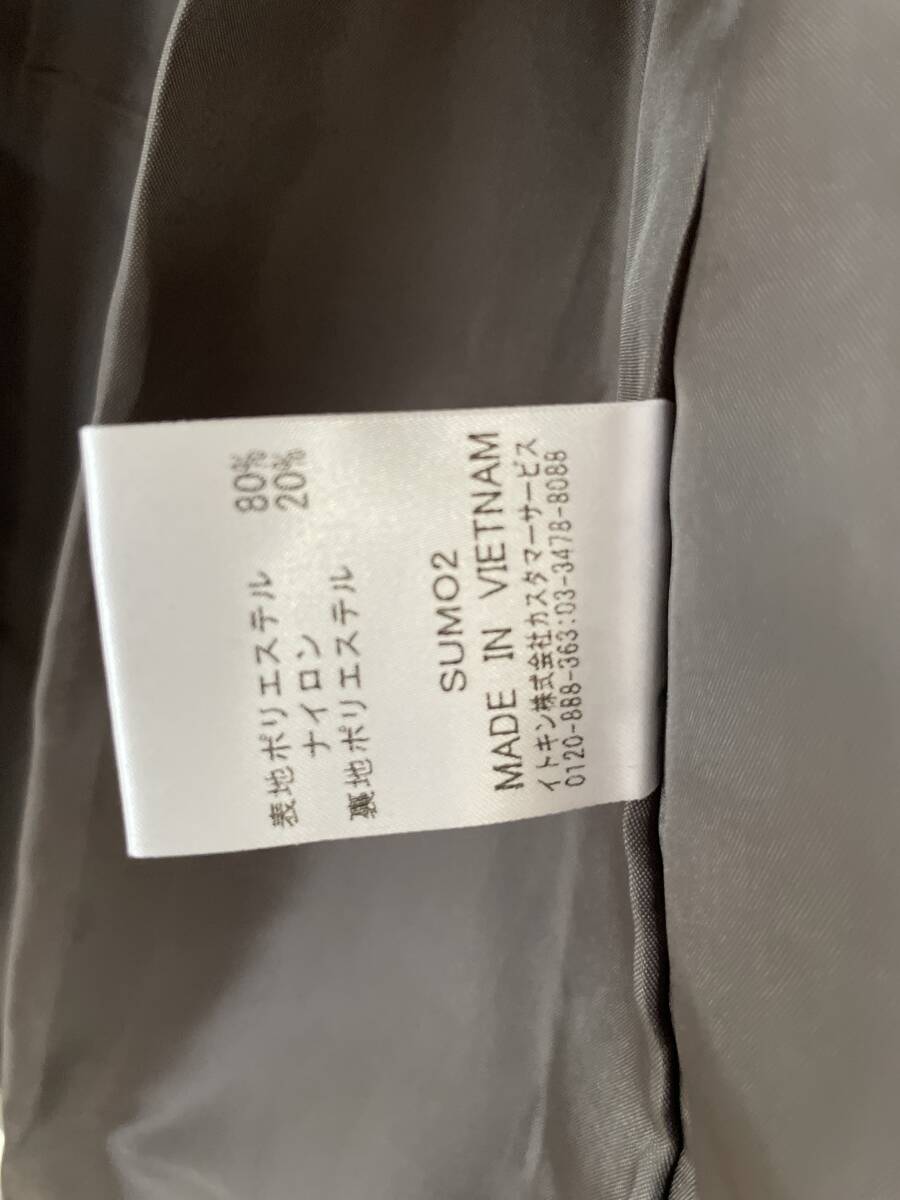 表地ポリエステル 80%
ナイロン 20%
裏地ポリエステル
SUMO2
MADE IN VIETNAM
イトキン株式会社カスタマーサービス
0120-888-363:03-3478-8088